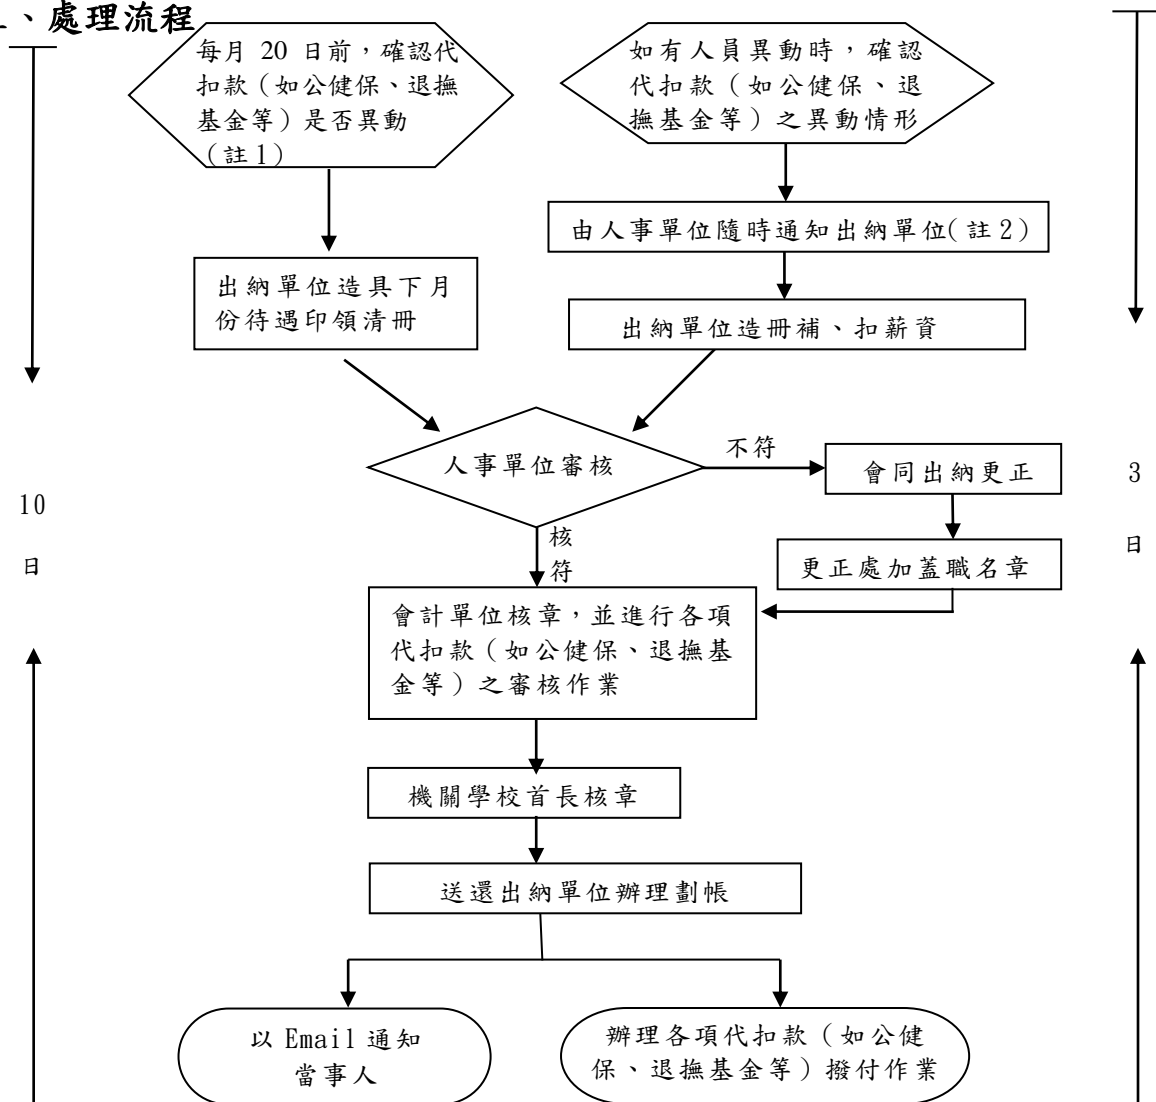 、處理流程
每月 20 日前，確認代
扣款（如公健保、退撫
基金等）是否異動
（註1）
如有人員異動時，確認
代扣款（如公健保、退
撫基金等）之異動情形
由人事單位隨時通知出納單位（註2）
出納單位造具下月
份待遇印領清冊
出納單位造冊補、扣薪資
人事單位審核
不符
會同出納更正
更正處加蓋職名章
核
符
10
日
3
日
會計單位核章，並進行各項
代扣款（如公健保、退撫基
金等）之審核作業
機關學校首長核章
送還出納單位辦理劃帳
以 Email 通知
當事人
辦理各項代扣款（如公健
保、退撫基金等）撥付作業